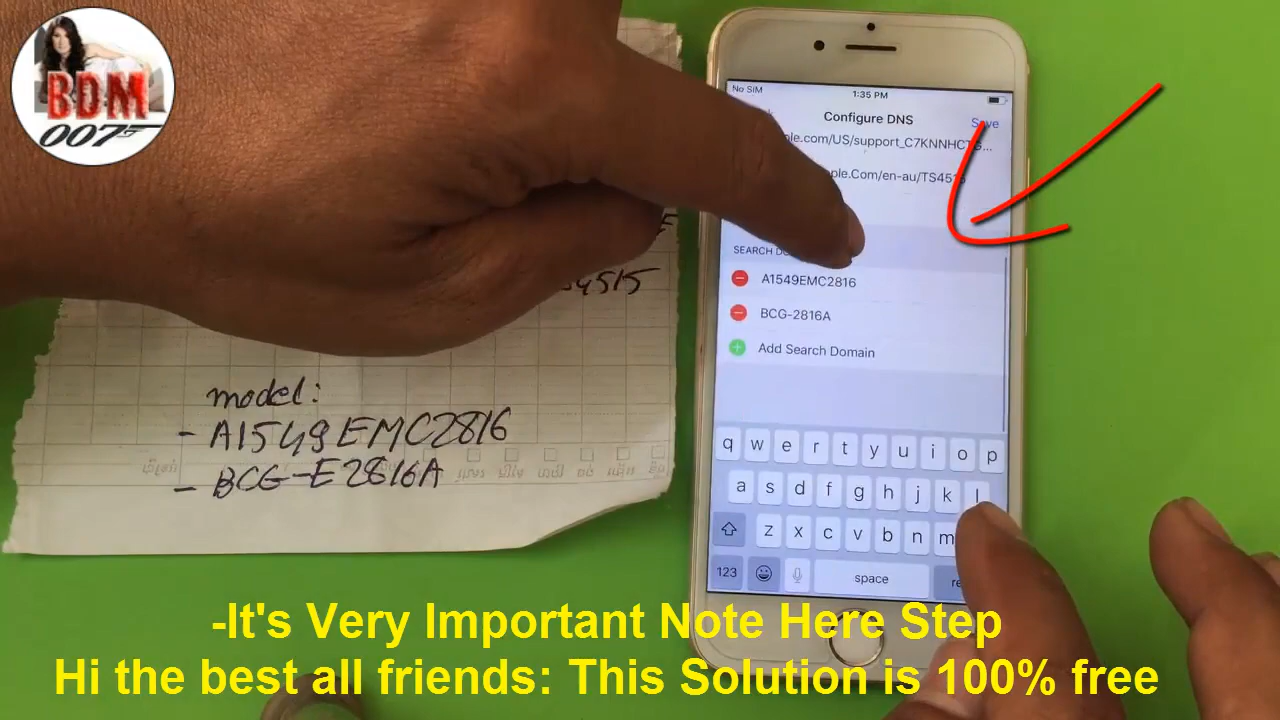 BDM
007
No SIM
1:35 PM
Configure DNS
Save
ple.com/US/support_C7KNNHCTG...
ple.Com/en-au/TS4515
A1549EMC2816
BCG-2816A
Add Search Domain
q w e r t y u i o p
a s d f g h j k l
z x c v b n m
123
space
model:
- A1549EMC2816
- BCG-E2816A
-It's Very Important Note Here Step
Hi the best all friends: This Solution is 100% free